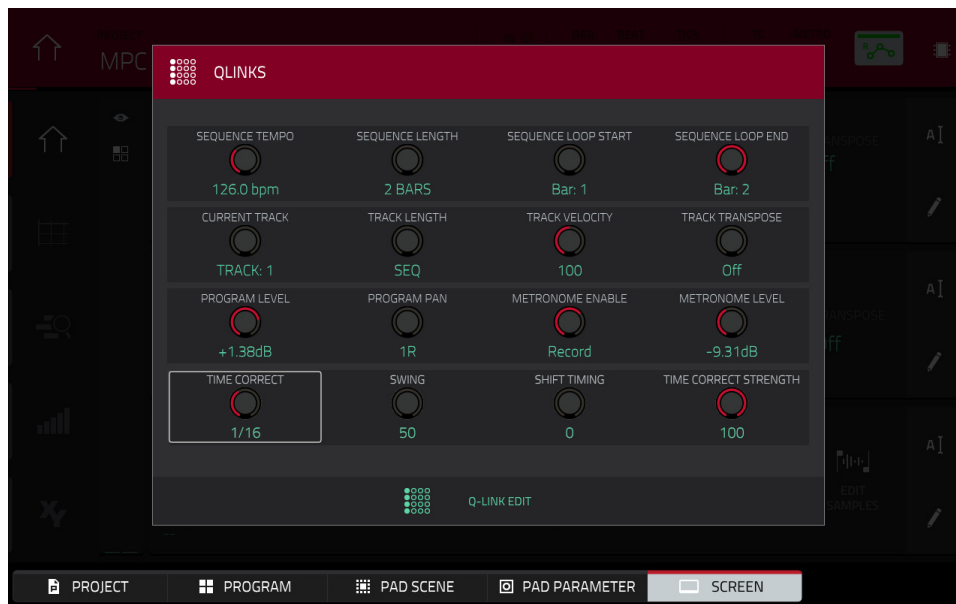 MPC
QLINKS
SEQUENCE TEMPO SEQUENCE LENGTH SEQUENCE LOOP START SEQUENCE LOOP END
126.0 bpm 2 BARS Bar: 1 Bar: 2
CURRENT TRACK TRACK LENGTH TRACK VELOCITY TRACK TRANSPOSE
TRACK: 1 SEQ 100 Off
PROGRAM LEVEL PROGRAM PAN METRONOME ENABLE METRONOME LEVEL
+1.38dB 1R Record -9.31dB
TIME CORRECT SWING SHIFT TIMING TIME CORRECT STRENGTH
1/16 50 0 100
EDIT
SAMPLES
Q-LINK EDIT
PROJECT PROGRAM PAD SCENE PAD PARAMETER SCREEN